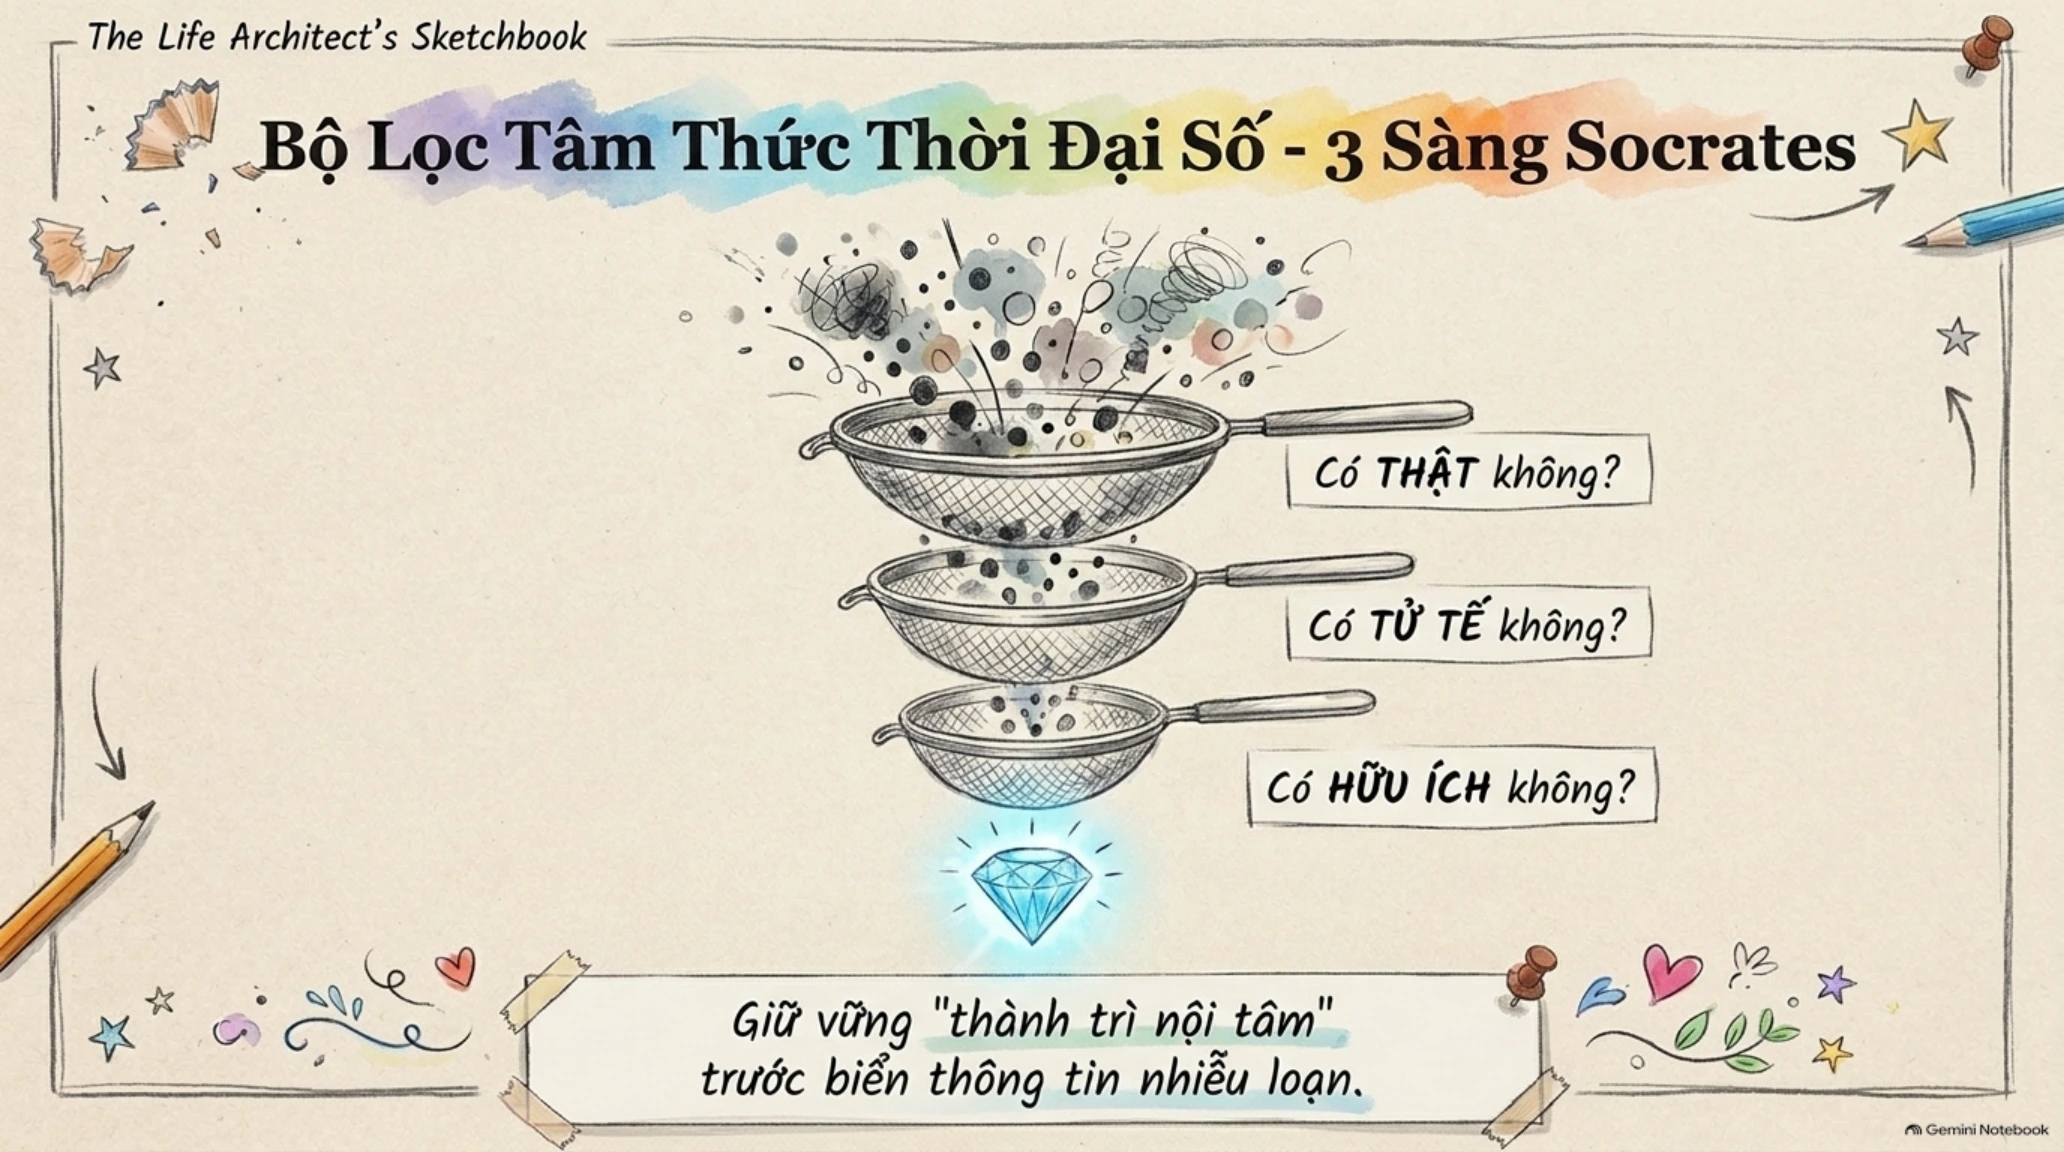 The Life Architect's Sketchbook
Bộ Lọc Tâm Thức Thời Đại Số - 3 Sàng Socrates
Có THẬT không?
Có TỬ TẾ không?
Có HỮU ÍCH không?
Giữ vững "thành trì nội tâm"
trước biển thông tin nhiễu loạn.
Gemini Notebook